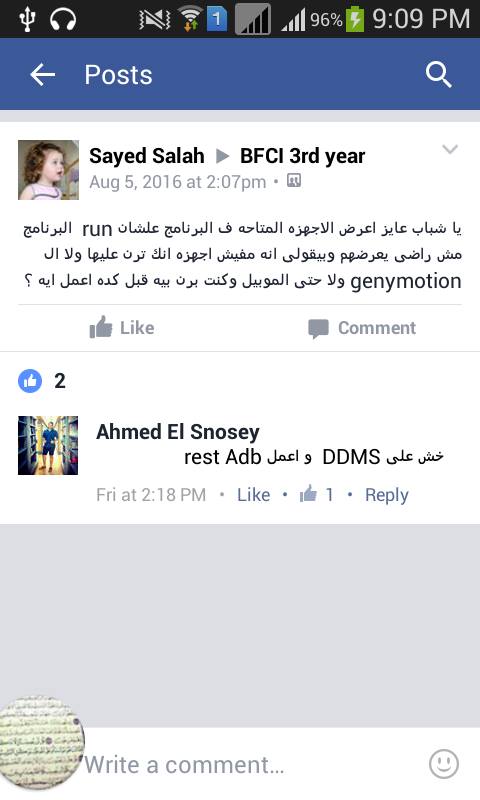 1
96%
9:09 PM
Posts
Sayed Salah ▶ BFCI 3rd year
Aug 5, 2016 at 2:07pm •
يا شباب عايز اعرض الاجهزه المتاحه ف البرنامج علشان run البرنامج
مش راضى يعرضهم وبيقولى انه مفيش اجهزه انك ترن عليها ولا ال
genymotion ولا حتى الموبيل وكنت برن بيه قبل كده اعمل ايه ؟
Like
Comment
2
Ahmed El Snosey
خش على DDMS و اعمل rest Adb
Fri at 2:18 PM • Like • 1 • Reply
Write a comment…